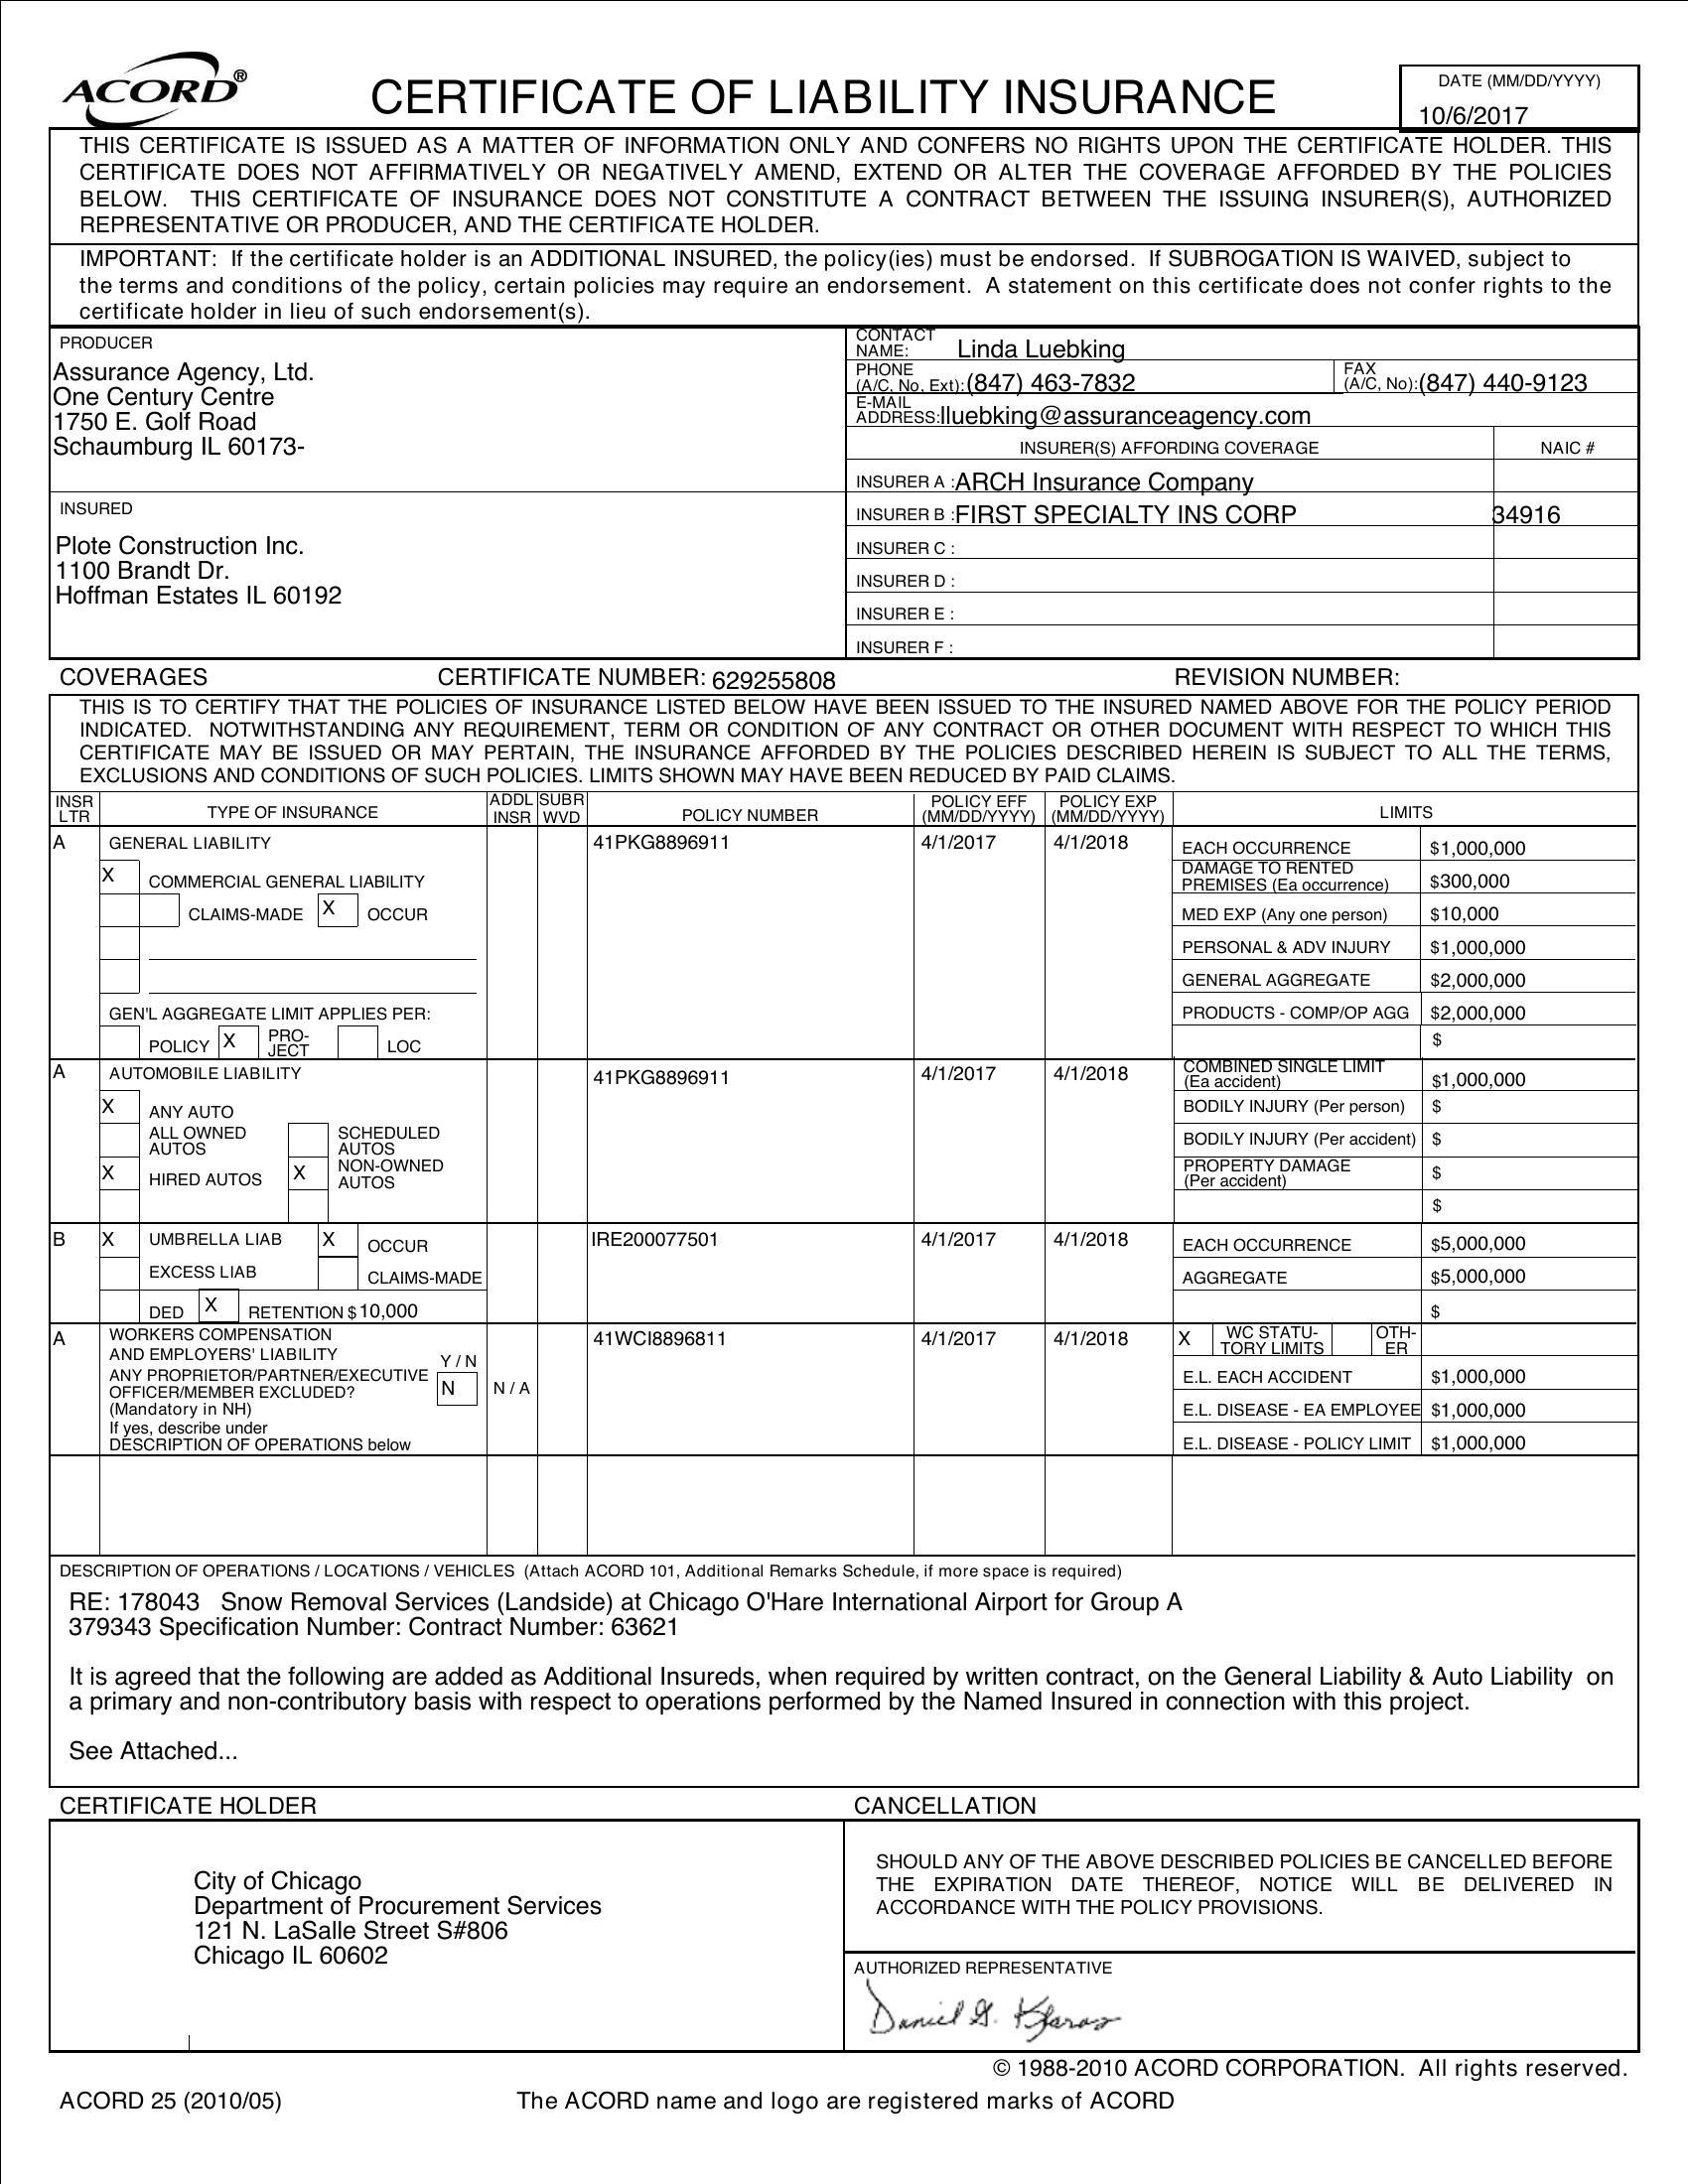 ACORD®
CERTIFICATE OF LIABILITY INSURANCE
DATE (MM/DD/YYYY)
10/6/2017
THIS CERTIFICATE IS ISSUED AS A MATTER OF INFORMATION ONLY AND CONFERS NO RIGHTS UPON THE CERTIFICATE HOLDER. THIS
CERTIFICATE DOES NOT AFFIRMATIVELY OR NEGATIVELY AMEND, EXTEND OR ALTER THE COVERAGE AFFORDED BY THE POLICIES
BELOW. THIS CERTIFICATE OF INSURANCE DOES NOT CONSTITUTE A CONTRACT BETWEEN THE ISSUING INSURER(S), AUTHORIZED
REPRESENTATIVE OR PRODUCER, AND THE CERTIFICATE HOLDER.
IMPORTANT: If the certificate holder is an ADDITIONAL INSURED, the policy(ies) must be endorsed. If SUBROGATION IS WAIVED, subject to
the terms and conditions of the policy, certain policies may require an endorsement. A statement on this certificate does not confer rights to the
certificate holder in lieu of such endorsement(s).
PRODUCER
Assurance Agency, Ltd.
One Century Centre
1750 E. Golf Road
Schaumburg IL 60173-
CONTACT
NAME: Linda Luebking
PHONE
(A/C, No, Ext): (847) 463-7832
FAX
(A/C, No): (847) 440-9123
E-MAIL
ADDRESS: lluebking@assuranceagency.com
INSURER(S) AFFORDING COVERAGE NAIC #
INSURER A : ARCH Insurance Company
INSURED
Plote Construction Inc.
1100 Brandt Dr.
Hoffman Estates IL 60192
INSURER B : FIRST SPECIALTY INS CORP 34916
INSURER C :
INSURER D :
INSURER E :
INSURER F :
COVERAGES CERTIFICATE NUMBER: 629255808 REVISION NUMBER:
THIS IS TO CERTIFY THAT THE POLICIES OF INSURANCE LISTED BELOW HAVE BEEN ISSUED TO THE INSURED NAMED ABOVE FOR THE POLICY PERIOD
INDICATED. NOTWITHSTANDING ANY REQUIREMENT, TERM OR CONDITION OF ANY CONTRACT OR OTHER DOCUMENT WITH RESPECT TO WHICH THIS
CERTIFICATE MAY BE ISSUED OR MAY PERTAIN, THE INSURANCE AFFORDED BY THE POLICIES DESCRIBED HEREIN IS SUBJECT TO ALL THE TERMS,
EXCLUSIONS AND CONDITIONS OF SUCH POLICIES. LIMITS SHOWN MAY HAVE BEEN REDUCED BY PAID CLAIMS.
INSR
LTR
TYPE OF INSURANCE
ADDL
INSR
SUBR
WVD
POLICY NUMBER
POLICY EFF
(MM/DD/YYYY)
POLICY EXP
(MM/DD/YYYY)
LIMITS
A GENERAL LIABILITY 41PKG8896911 4/1/2017 4/1/2018
X COMMERCIAL GENERAL LIABILITY
CLAIMS-MADE X OCCUR
GEN'L AGGREGATE LIMIT APPLIES PER:
POLICY X PRO-
JECT LOC
EACH OCCURRENCE $1,000,000
DAMAGE TO RENTED
PREMISES (Ea occurrence) $300,000
MED EXP (Any one person) $10,000
PERSONAL & ADV INJURY $1,000,000
GENERAL AGGREGATE $2,000,000
PRODUCTS - COMP/OP AGG $2,000,000
$
A AUTOMOBILE LIABILITY 41PKG8896911 4/1/2017 4/1/2018
X ANY AUTO
ALL OWNED
AUTOS
SCHEDULED
AUTOS
X HIRED AUTOS X NON-OWNED
AUTOS
COMBINED SINGLE LIMIT
(Ea accident) $1,000,000
BODILY INJURY (Per person) $
BODILY INJURY (Per accident) $
PROPERTY DAMAGE
(Per accident) $
$
B X UMBRELLA LIAB X OCCUR IRE200077501 4/1/2017 4/1/2018
EXCESS LIAB CLAIMS-MADE
DED X RETENTION $ 10,000
EACH OCCURRENCE $5,000,000
AGGREGATE $5,000,000
$
A WORKERS COMPENSATION 41WCI8896811 4/1/2017 4/1/2018
AND EMPLOYERS' LIABILITY Y / N
ANY PROPRIETOR/PARTNER/EXECUTIVE
OFFICER/MEMBER EXCLUDED? N N / A
(Mandatory in NH)
If yes, describe under
DESCRIPTION OF OPERATIONS below
X WC STATU-
TORY LIMITS
OTH-
ER
E.L. EACH ACCIDENT $1,000,000
E.L. DISEASE - EA EMPLOYEE $1,000,000
E.L. DISEASE - POLICY LIMIT $1,000,000
DESCRIPTION OF OPERATIONS / LOCATIONS / VEHICLES (Attach ACORD 101, Additional Remarks Schedule, if more space is required)
RE: 178043 Snow Removal Services (Landside) at Chicago O'Hare International Airport for Group A
379343 Specification Number: Contract Number: 63621
It is agreed that the following are added as Additional Insureds, when required by written contract, on the General Liability & Auto Liability on
a primary and non-contributory basis with respect to operations performed by the Named Insured in connection with this project.
See Attached...
CERTIFICATE HOLDER
City of Chicago
Department of Procurement Services
121 N. LaSalle Street S#806
Chicago IL 60602
CANCELLATION
SHOULD ANY OF THE ABOVE DESCRIBED POLICIES BE CANCELLED BEFORE
THE EXPIRATION DATE THEREOF, NOTICE WILL BE DELIVERED IN
ACCORDANCE WITH THE POLICY PROVISIONS.
AUTHORIZED REPRESENTATIVE
Daniel G.
© 1988-2010 ACORD CORPORATION. All rights reserved.
ACORD 25 (2010/05) The ACORD name and logo are registered marks of ACORD